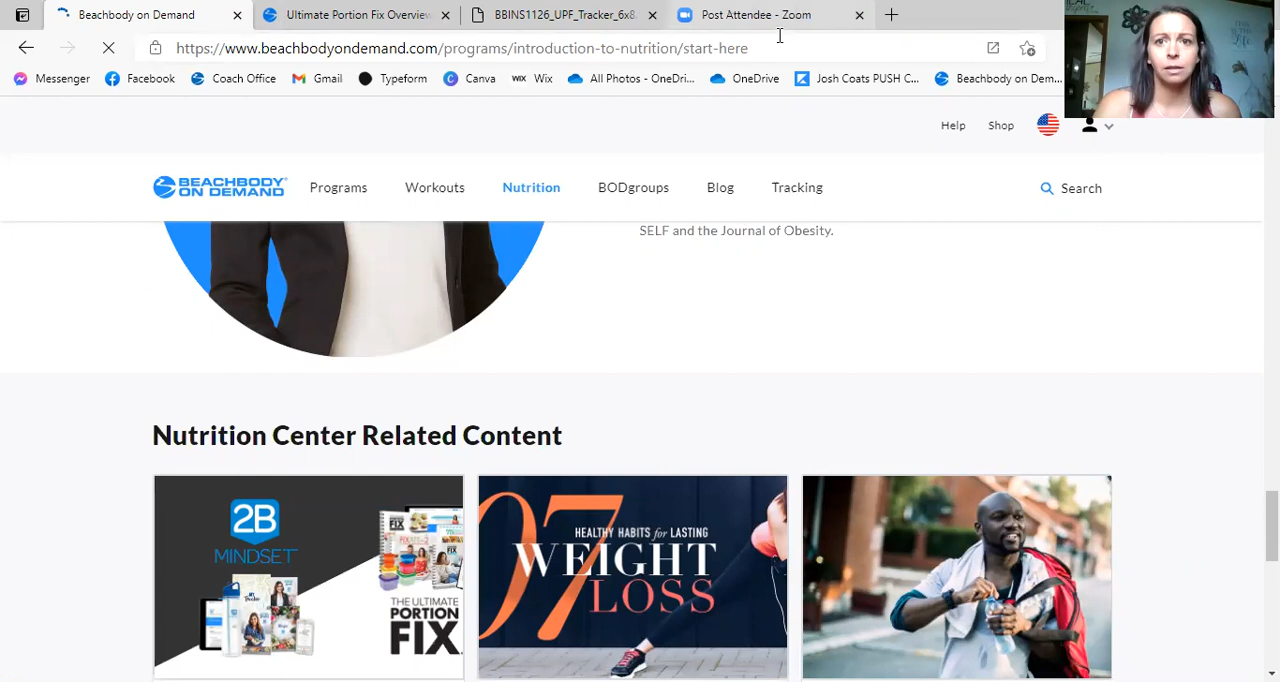 Beachbody on Demand
Ultimate Portion Fix Overview
BBINS1126_UPF_Tracker_6x8
Post Attendee - Zoom
https://www.beachbodyondemand.com/programs/introduction-to-nutrition/start-here
Messenger
Facebook
Coach Office
Gmail
Typeform
Canva
WIX Wix
All Photos - OneDri...
OneDrive
Josh Coats PUSH C...
Beachbody on Dem...
Help
Shop
BEACHBODY
ON DEMAND
Programs
Workouts
Nutrition
BODgroups
Blog
Tracking
Search
SELF and the Journal of Obesity.
Nutrition Center Related Content
2B
MINDSET
THE ULTIMATE
PORTION
FIX
07
HEALTHY HABITS for LASTING
WEIGHT
LOSS